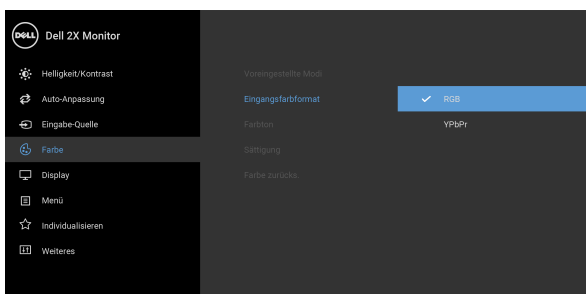 DELL
Dell 2X Monitor
Helligkeit/Kontrast
Auto-Anpassung
Eingabe-Quelle
Farbe
Display
Menü
Individualisieren
Weiteres
Voreingestellte Modi
Eingangsfarbformat
Farbton
Sättigung
Farbe zurücks.
RGB
YPbPr